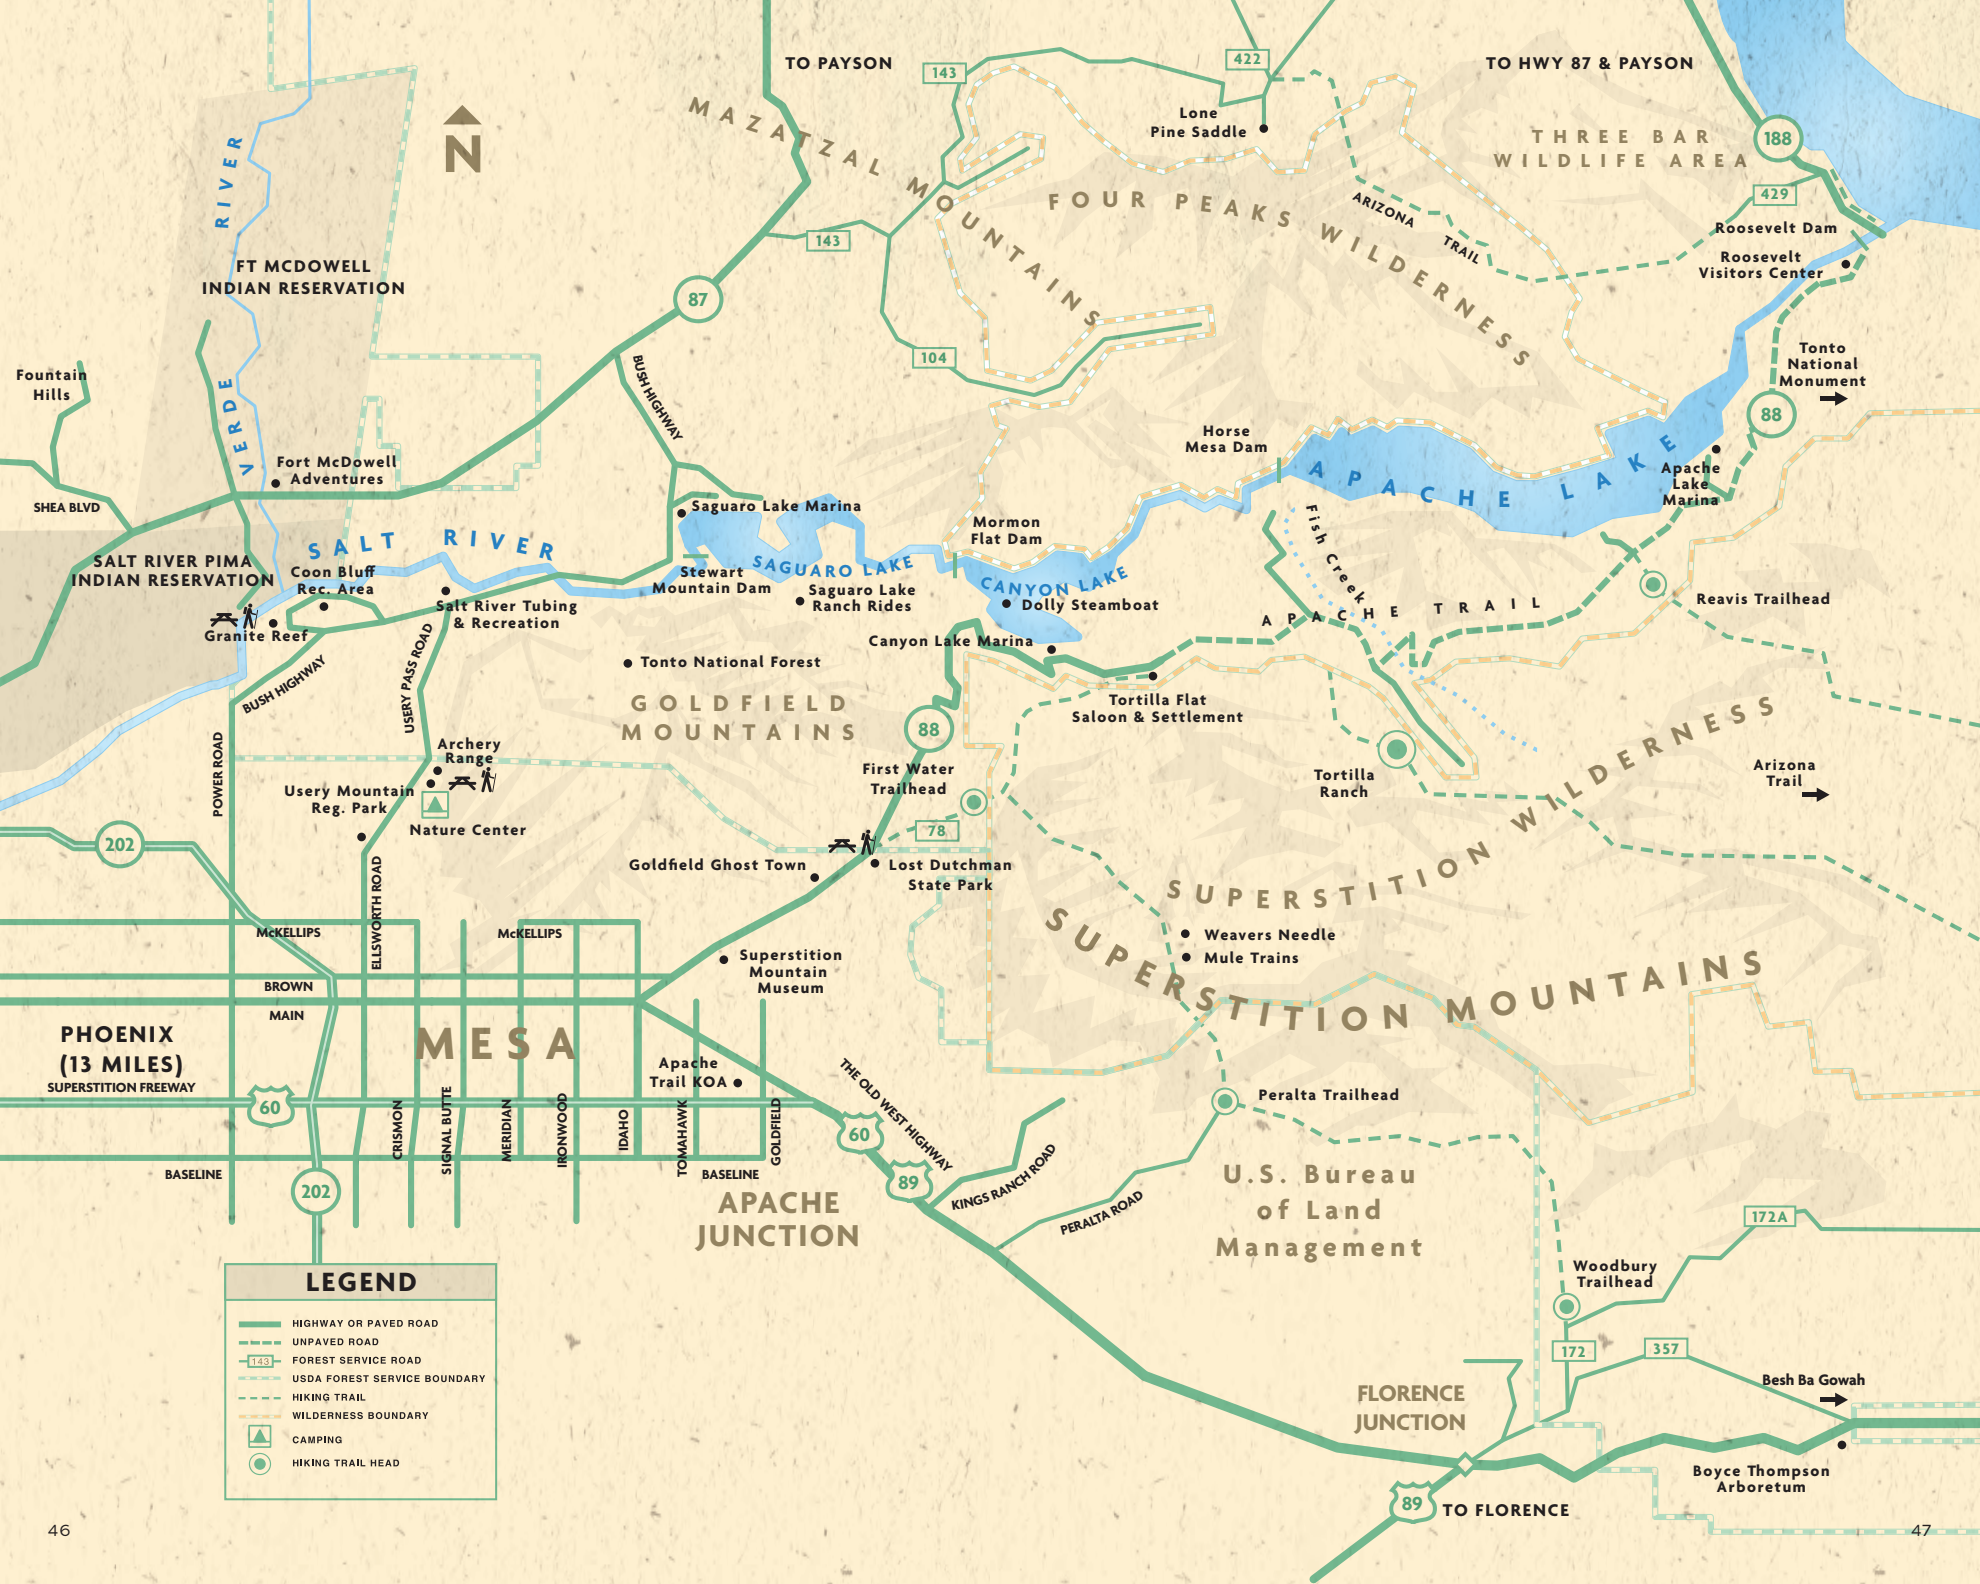 TO PAYSON
143
422
TO HWY 87 & PAYSON
Lone
Pine Saddle
THREE BAR
WILDLIFE AREA
188
429
MAZATZAL MOUNTAINS
N
RIVER
VERDE
FOUR PEAKS WILDERNESS
ARIZONA
TRAIL
Roosevelt Dam
Roosevelt
Visitors Center
143
FT MCDOWELL
INDIAN RESERVATION
87
104
BUSH HIGHWAY
Fountain
Hills
Tonto
National
Monument
88
Horse
Mesa Dam
APACHE LAKE
Apache
Lake
Marina
Fort McDowell
Adventures
SHEA BLVD
Saguaro Lake Marina
Mormon
Flat Dam
Fish Creek
SALT RIVER
SALT RIVER PIMA
INDIAN RESERVATION
Coon Bluff
Rec. Area
Stewart
Mountain Dam
SAGUARO LAKE
CANYON LAKE
Saguaro Lake
Ranch Rides
Dolly Steamboat
Salt River Tubing
& Recreation
Granite Reef
Canyon Lake Marina
APACHE TRAIL
Reavis Trailhead
BUSH HIGHWAY
USERY PASS ROAD
Tonto National Forest
GOLDFIELD
MOUNTAINS
88
Tortilla Flat
Saloon & Settlement
POWER ROAD
Archery
Range
Usery Mountain
Reg. Park
Nature Center
First Water
Trailhead
78
Tortilla
Ranch
Arizona
Trail
SUPERSTITION WILDERNESS
202
Goldfield Ghost Town
Lost Dutchman
State Park
ELLSWORTH ROAD
McKELLIPS
McKELLIPS
Weavers Needle
Mule Trains
SUPERSTITION MOUNTAINS
Superstition
Mountain
Museum
BROWN
MAIN
PHOENIX
(13 MILES)
SUPERSTITION FREEWAY
MESA
Apache
Trail KOA
60
CRISMON
SIGNAL BUTTE
MERIDIAN
IRONWOOD
IDAHO
TOMAHAWK
GOLDFIELD
THE OLD WEST HIGHWAY
60
89
Peralta Trailhead
BASELINE
BASELINE
202
APACHE
JUNCTION
KINGS RANCH ROAD
PERALTA ROAD
U.S. Bureau
of Land
Management
172A
Woodbury
Trailhead
172
357
Besh Ba Gowah
FLORENCE
JUNCTION
Boyce Thompson
Arboretum
89
TO FLORENCE
LEGEND
HIGHWAY OR PAVED ROAD
UNPAVED ROAD
143
FOREST SERVICE ROAD
USDA FOREST SERVICE BOUNDARY
HIKING TRAIL
WILDERNESS BOUNDARY
CAMPING
HIKING TRAIL HEAD
46
47